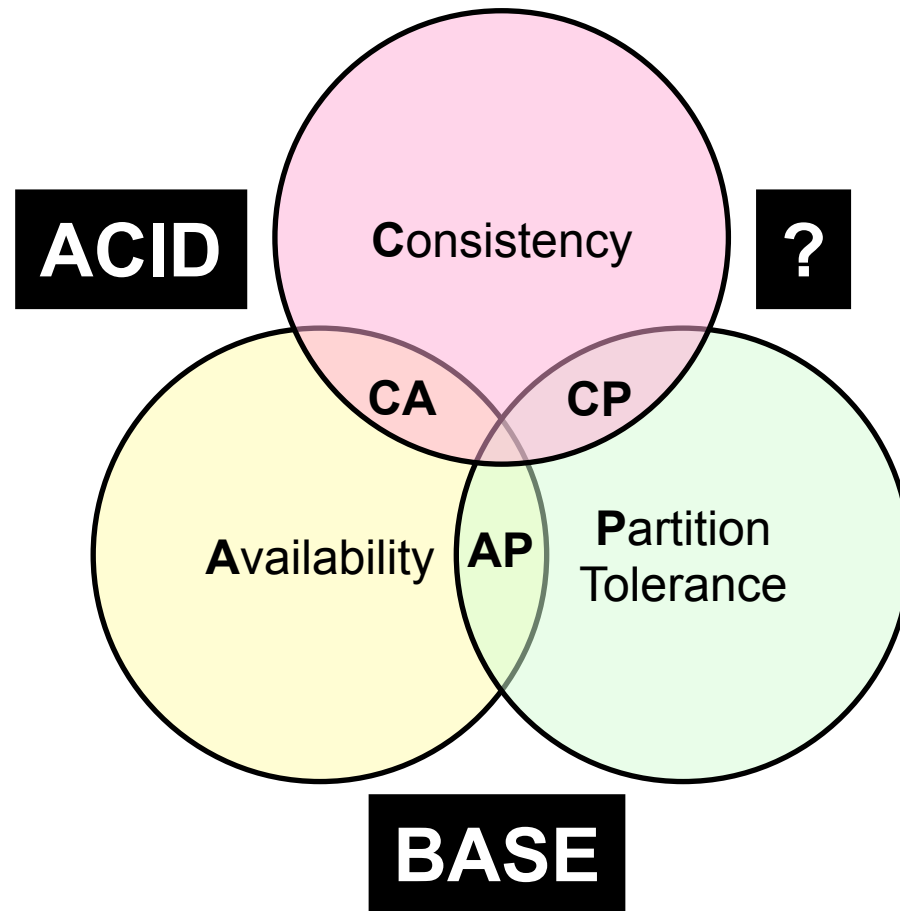 Consistency
ACID
?
CA
CP
Availability
AP
Partition
Tolerance
BASE